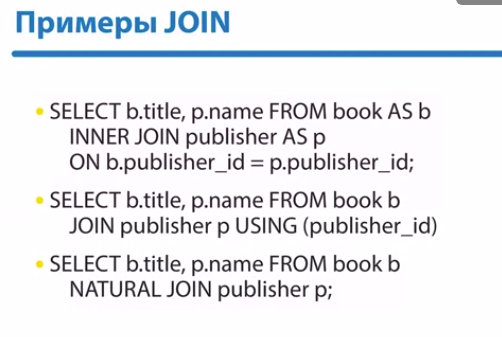 Примеры JOIN
• SELECT b.title, p.name FROM book AS b
INNER JOIN publisher AS p
ON b.publisher_id = p.publisher_id;
• SELECT b.title, p.name FROM book b
JOIN publisher p USING (publisher_id)
• SELECT b.title, p.name FROM book b
NATURAL JOIN publisher p;